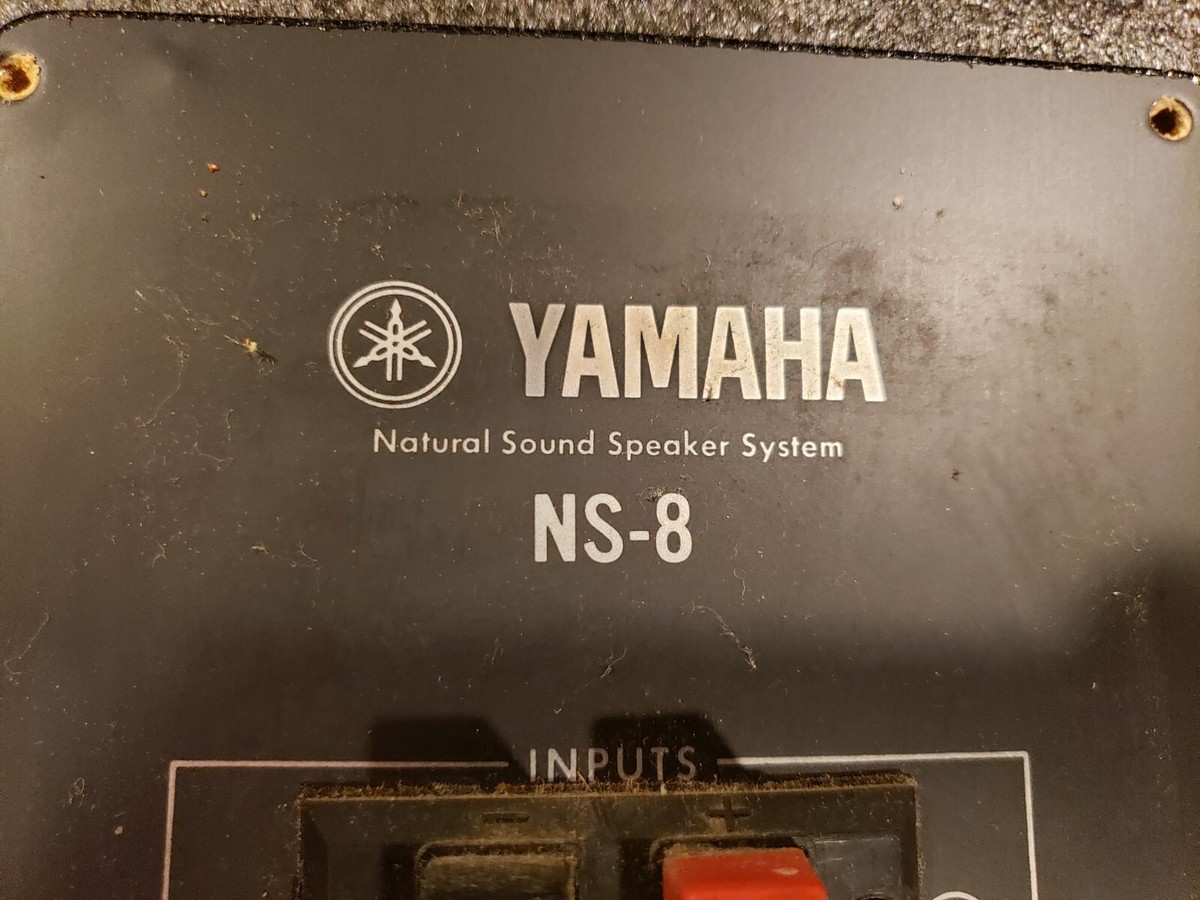 YAMAHA
Natural Sound Speaker System
NS-8
INPUTS
- +